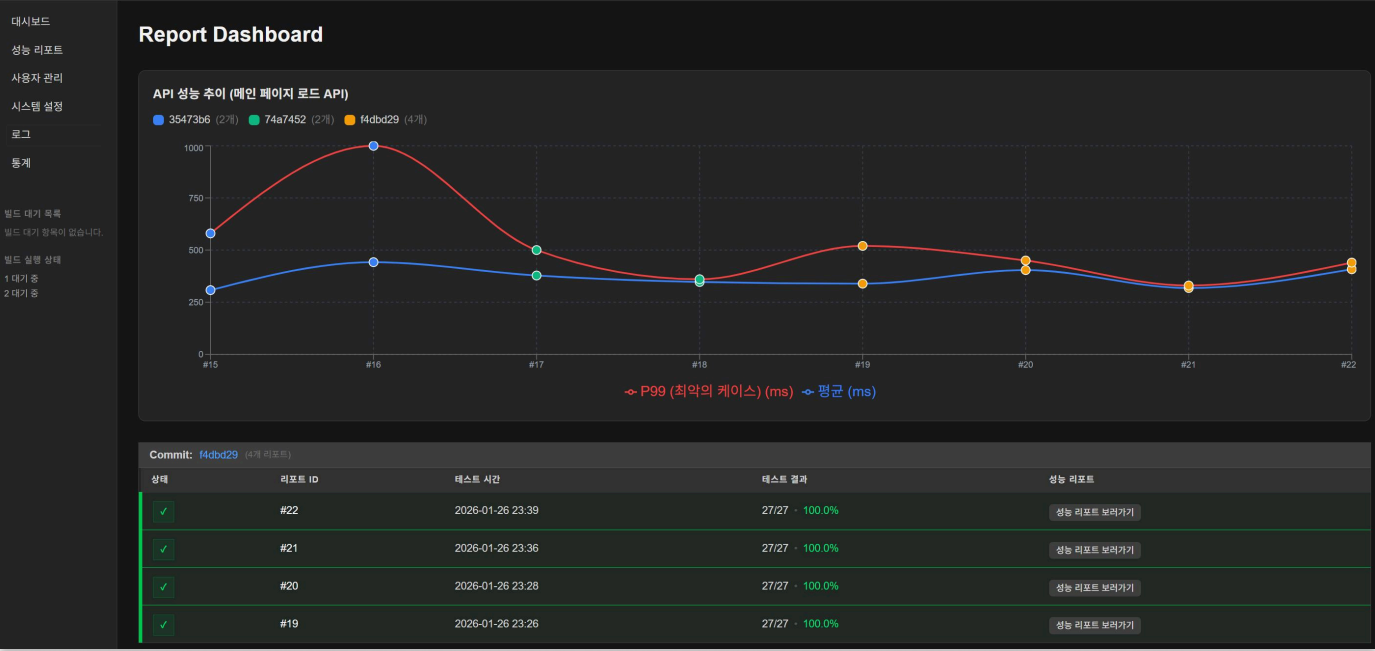 대시보드
성능 리포트
사용자 관리
시스템 설정
로그
통계
빌드 대기 목록
빌드 대기 항목이 없습니다.
빌드 실행 상태
1 대기 중
2 대기 중
Report Dashboard
API 성능 추이 (메인 페이지 로드 API)
35473b6 (2개) 74a7452 (2개) f4dbd29 (4개)
1000
750
500
250
0
#15 #16 #17 #18 #19 #20 #21 #22
P99 (최악의 케이스) (ms) 평균 (ms)
Commit: f4dbd29 (4개 리포트)
상태 리포트 ID 테스트 시간 테스트 결과 성능 리포트
✓ #22 2026-01-26 23:39 27/27 · 100.0% 성능 리포트 보러가기
✓ #21 2026-01-26 23:36 27/27 · 100.0% 성능 리포트 보러가기
✓ #20 2026-01-26 23:28 27/27 · 100.0% 성능 리포트 보러가기
✓ #19 2026-01-26 23:26 27/27 · 100.0% 성능 리포트 보러가기